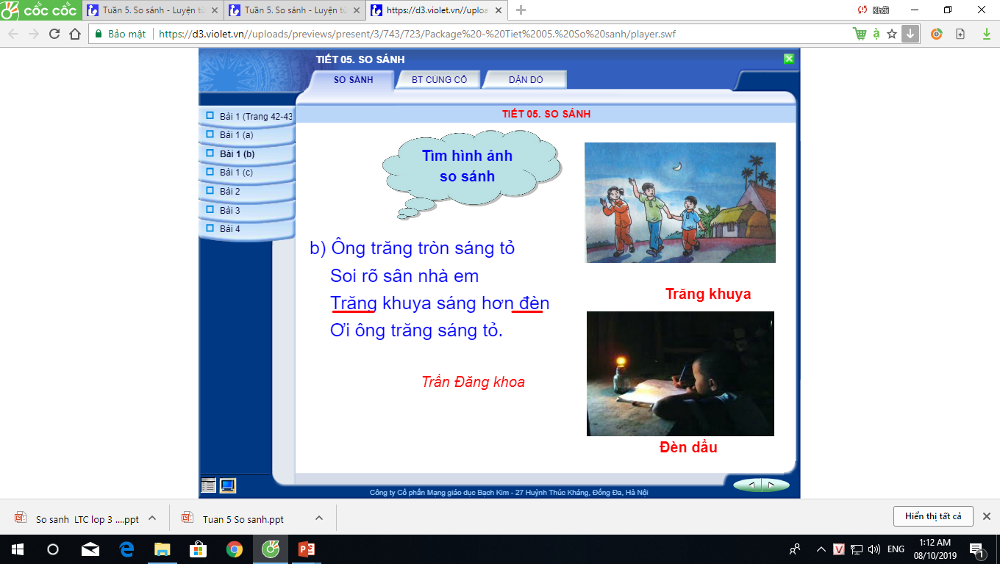 cốc cốc
Tuần 5. So sánh - Luyện từ
Tuần 5. So sánh - Luyện từ
https://d3.violet.vn//uploa
Khôi
Bảo mật
https://d3.violet.vn//uploads/previews/present/3/743/723/Package%20-%20Tiet%2005.%20So%20sanh/player.swf
TIẾT 05. SO SÁNH
SO SÁNH
BT CỦNG CỐ
DẶN DÒ
TIẾT 05. SO SÁNH
Bài 1 (Trang 42-43
Bài 1 (a)
Bài 1 (b)
Bài 1 (c)
Bài 2
Bài 3
Bài 4
Tìm hình ảnh
so sánh
b) Ông trăng tròn sáng tỏ
Soi rõ sân nhà em
Trăng khuya sáng hơn đèn
Ơi ông trăng sáng tỏ.
Trần Đăng khoa
Trăng khuya
Đèn dầu
Công ty Cổ phần Mạng giáo dục Bạch Kim - 27 Huỳnh Thúc Kháng, Đống Đa, Hà Nội
So sanh LTC lop 3 ....ppt
Tuan 5 So sanh.ppt
Hiển thị tất cả
ENG
1:12 AM
08/10/2019
1